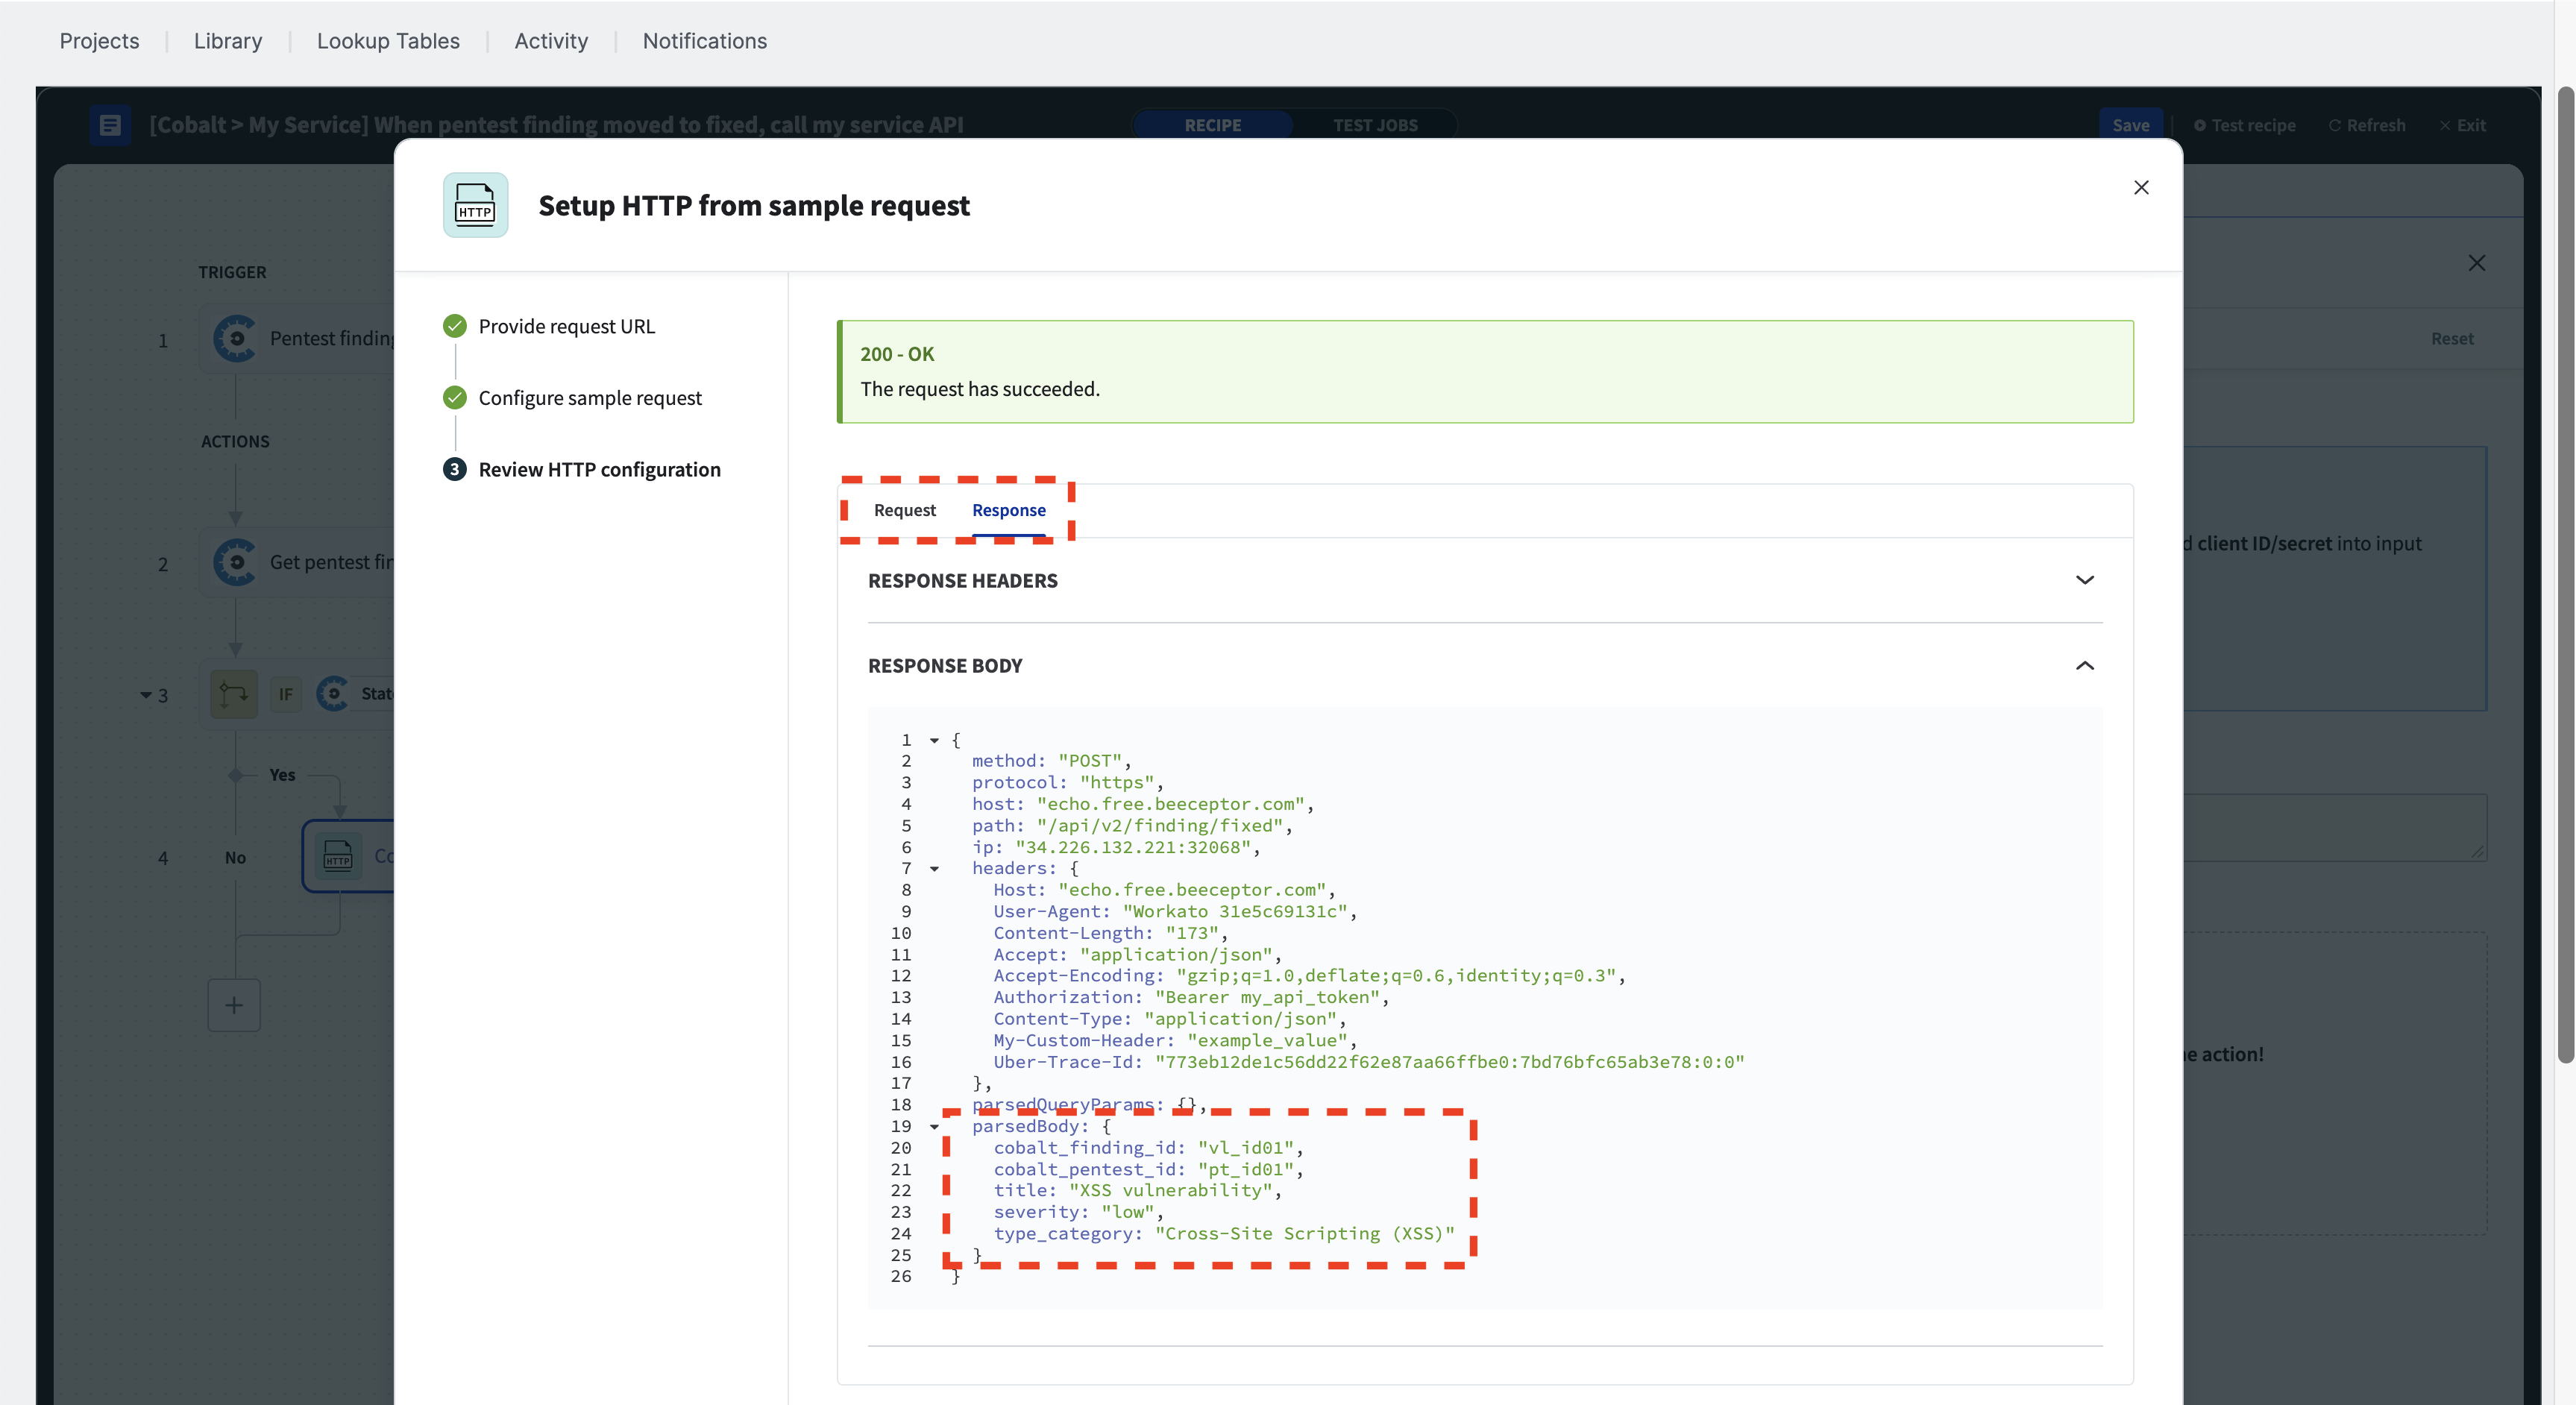 Projects | Library | Lookup Tables | Activity | Notifications
[Cobalt > My Service] When pentest finding moved to fixed, call my service API
RECIPE TEST JOBS
Save Test recipe Refresh Exit
Setup HTTP from sample request
HTTP
TRIGGER
1 Pentest finding
ACTIONS
2 Get pentest fin
3 IF Stat
Yes
4 No HTTP Co
Provide request URL
Configure sample request
3 Review HTTP configuration
200 - OK
The request has succeeded.
Request Response
RESPONSE HEADERS
RESPONSE BODY
1 {
2 method: "POST",
3 protocol: "https",
4 host: "echo.free.beeceptor.com",
5 path: "/api/v2/finding/fixed",
6 ip: "34.226.132.221:32068",
7 headers: {
8 Host: "echo.free.beeceptor.com",
9 User-Agent: "Workato 31e5c69131c",
10 Content-Length: "173",
11 Accept: "application/json",
12 Accept-Encoding: "gzip;q=1.0,deflate;q=0.6,identity;q=0.3",
13 Authorization: "Bearer my_api_token",
14 Content-Type: "application/json",
15 My-Custom-Header: "example_value",
16 Uber-Trace-Id: "773eb12de1c56dd22f62e87aa66ffbe0:7bd76bfc65ab3e78:0:0"
17 },
18 parsedQueryParams: {},
19 parsedBody: {
20 cobalt_finding_id: "vl_id01",
21 cobalt_pentest_id: "pt_id01",
22 title: "XSS vulnerability",
23 severity: "low",
24 type_category: "Cross-Site Scripting (XSS)"
25 }
26 }
Reset
d client ID/secret into input
e action!